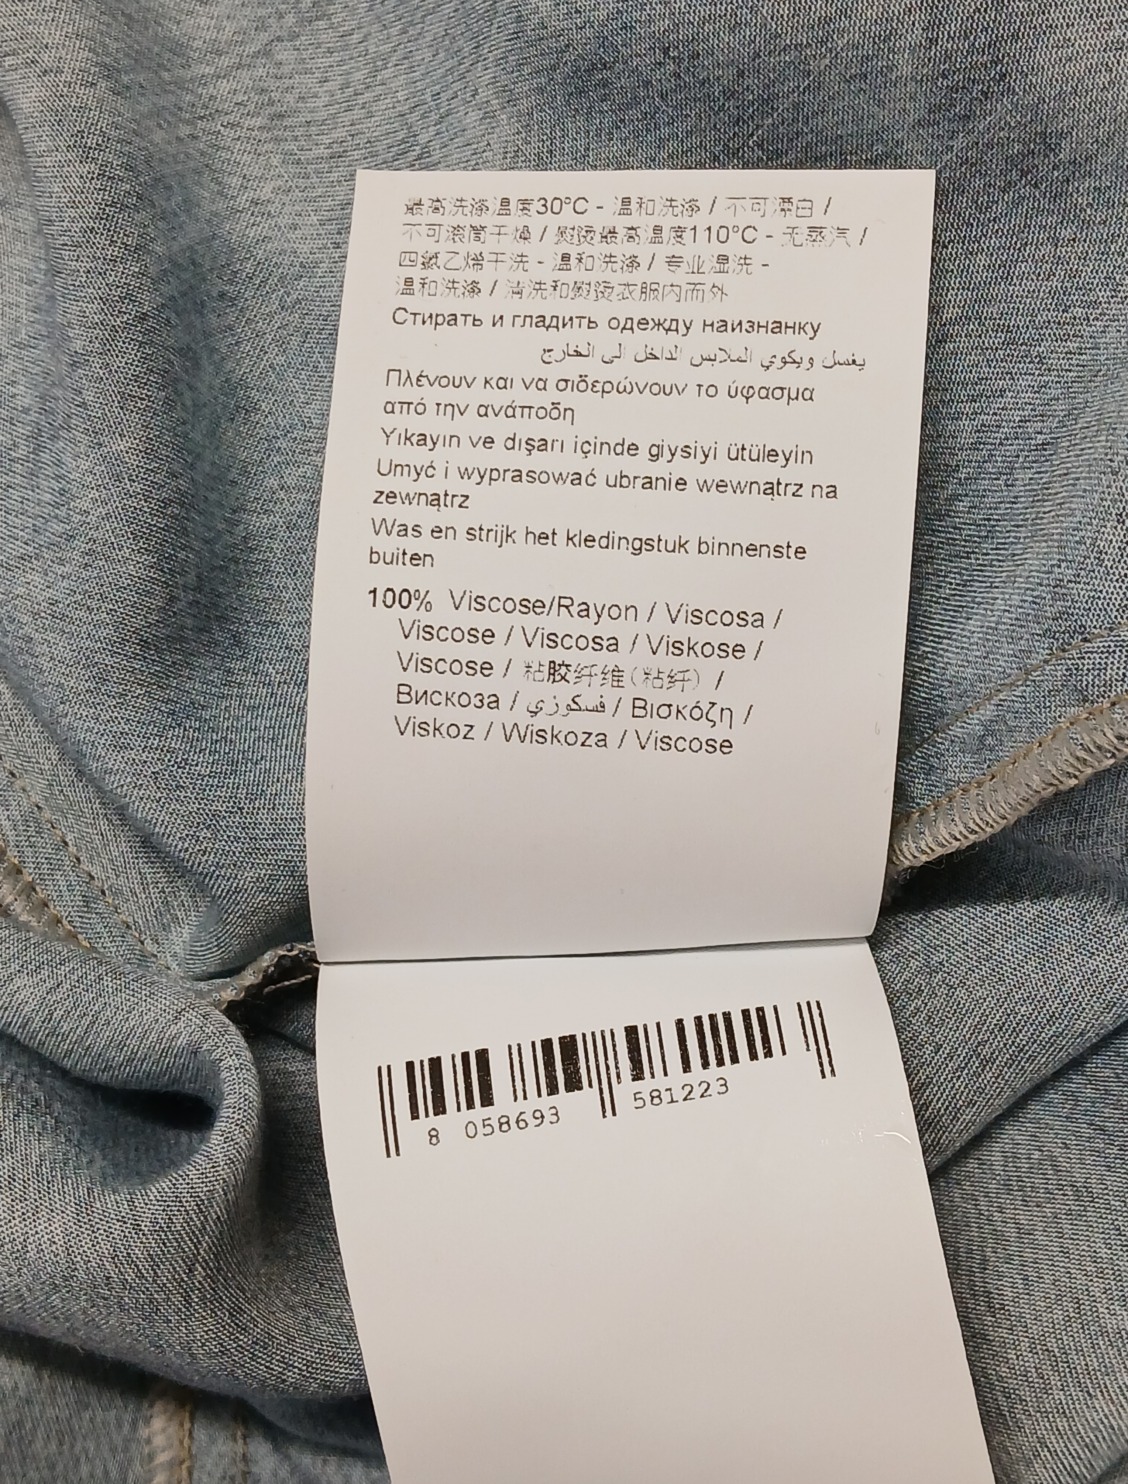 最高洗涤温度30°C - 温和洗涤 / 不可漂白 /
不可滚筒干燥 / 熨烫最高温度110°C - 无蒸汽 /
四氯乙烯干洗 - 温和洗涤 / 专业湿洗 -
温和洗涤 / 清洗和熨烫衣服内而外
Стирать и гладить одежду наизнанку
يغسل ويكوي الملابس الداخل الى الخارج
Πλένουν και να σιδερώνουν το ύφασμα
από την ανάποδη
Yıkayın ve dışarı içinde giysiyi ütüleyin
Umyć i wyprasować ubranie wewnątrz na
zewnątrz
Was en strijk het kledingstuk binnenste
buiten
100% Viscose/Rayon / Viscosa /
Viscose / Viscosa / Viskose /
Viscose / 粘胶纤维(粘纤) /
Вискоза / فسكوزي / Βισκόζη /
Viskoz / Wiskoza / Viscose
8 058693 581223